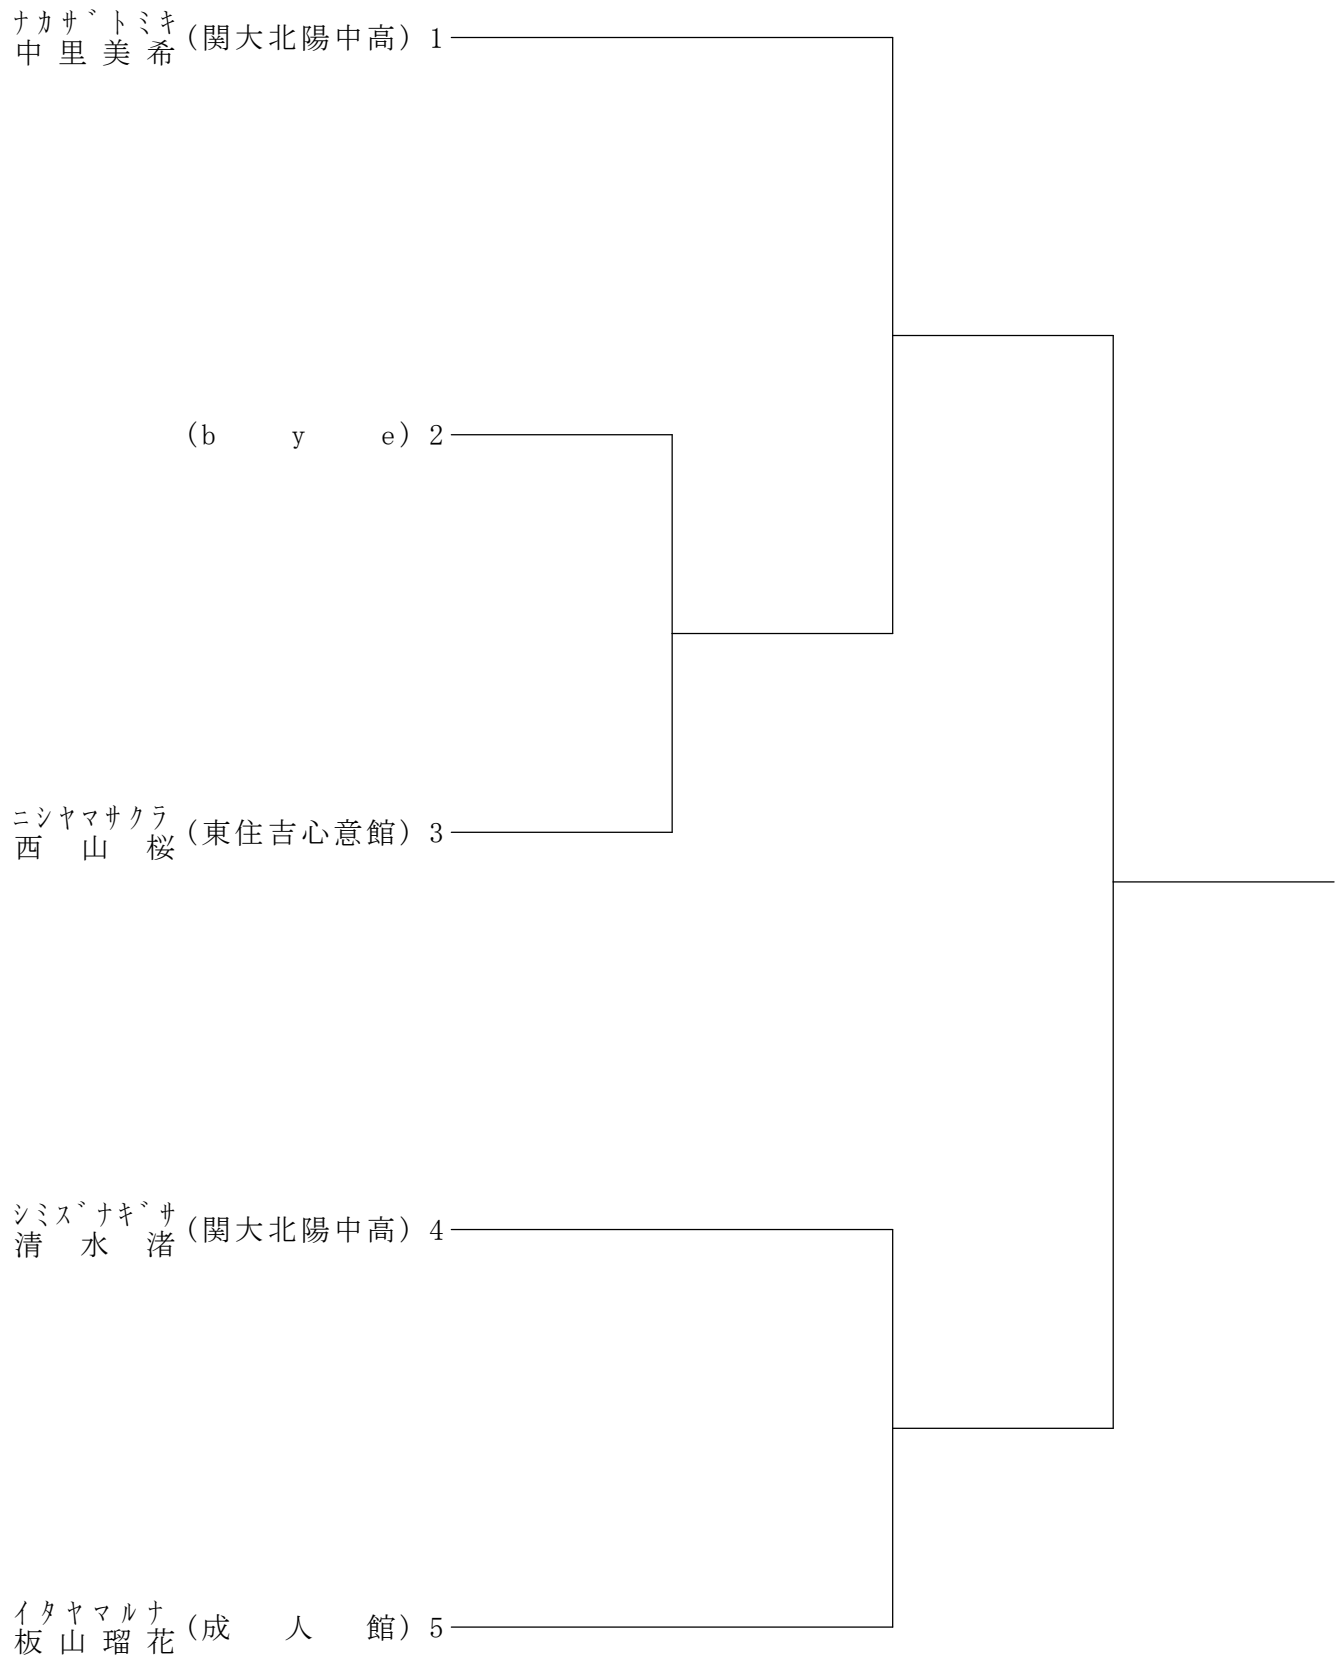 ﾅｶｻﾞﾄﾐｷ
中里美希 (関大北陽中高) 1
(bye) 2
ﾆｼﾔﾏｻｸﾗ
西山桜 (東住吉心意館) 3
ｼﾐｽﾞﾅｷﾞｻ
清水渚 (関大北陽中高) 4
ｲﾀﾔﾏﾙﾅ
板山瑠花 (成人館) 5